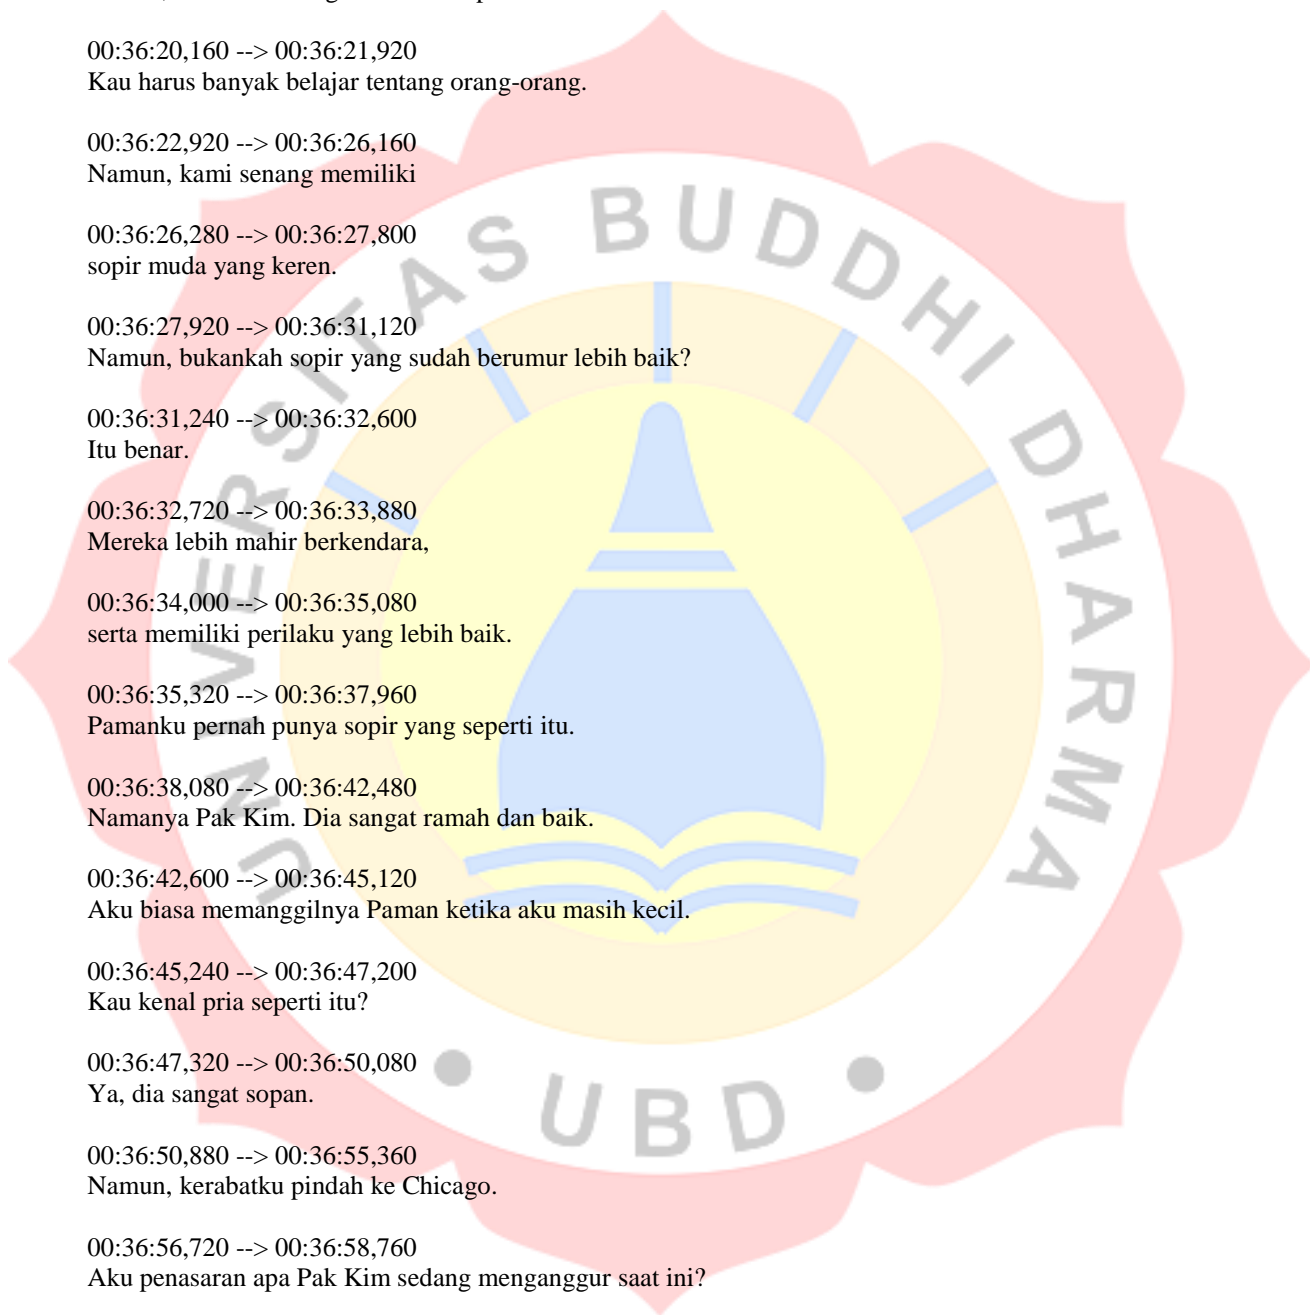 00:36:20,160 --> 00:36:21,920
Kau harus banyak belajar tentang orang-orang.
00:36:22,920 --> 00:36:26,160
Namun, kami senang memiliki
00:36:26,280 --> 00:36:27,800
sopir muda yang keren.
00:36:27,920 --> 00:36:31,120
Namun, bukankah sopir yang sudah berumur lebih baik?
00:36:31,240 --> 00:36:32,600
Itu benar.
00:36:32,720 --> 00:36:33,880
Mereka lebih mahir berkendara,
00:36:34,000 --> 00:36:35,080
serta memiliki perilaku yang lebih baik.
00:36:35,320 --> 00:36:37,960
Pamanku pernah punya sopir yang seperti itu.
00:36:38,080 --> 00:36:42,480
Namanya Pak Kim. Dia sangat ramah dan baik.
00:36:42,600 --> 00:36:45,120
Aku biasa memanggilnya Paman ketika aku masih kecil.
00:36:45,240 --> 00:36:47,200
Kau kenal pria seperti itu?
00:36:47,320 --> 00:36:50,080
Ya, dia sangat sopan.
00:36:50,880 --> 00:36:55,360
Namun, kerabatku pindah ke Chicago.
00:36:56,720 --> 00:36:58,760
Aku penasaran apa Pak Kim sedang menganggur saat ini?
UNIVERSITAS BUDDHI DHARMA
• UBD •